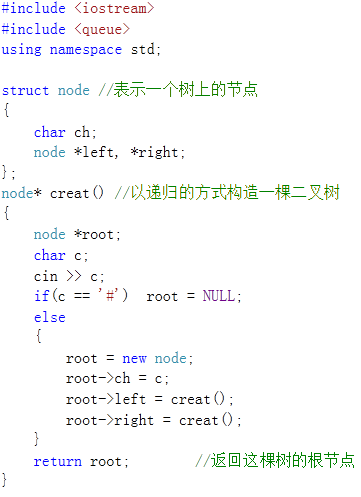 #include <iostream>
#include <queue>
using namespace std;
struct node //表示一个树上的节点
{
    char ch;
    node *left, *right;
};
node* creat() //以递归的方式构造一棵二叉树
{
    node *root;
    char c;
    cin >> c;
    if(c == '#')  root = NULL;
    else
    {
        root = new node;
        root->ch = c;
        root->left = creat();
        root->right = creat();
    }
    return root;        //返回这棵树的根节点
}